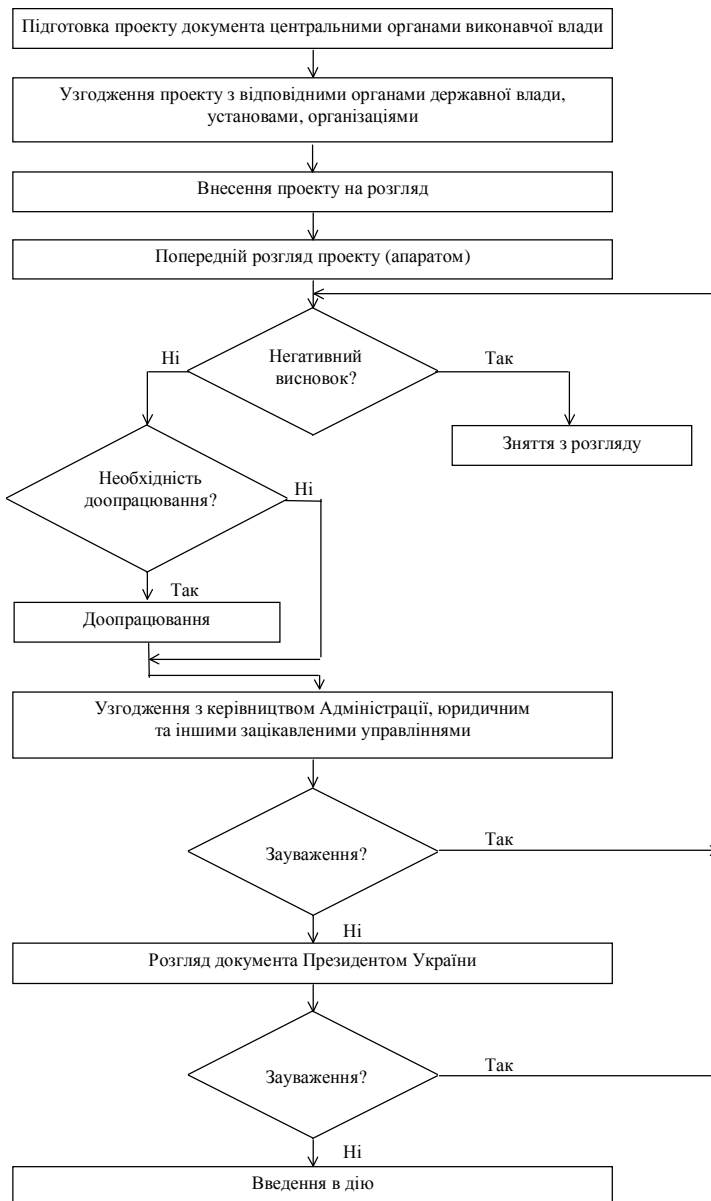 Підготовка проекту документа центральними органами виконавчої влади
Узгодження проекту з відповідними органами державної влади,
установами, організаціями
Внесення проекту на розгляд
Попередній розгляд проекту (апаратом)
Ні
Негативний
висновок?
Так
Зняття з розгляду
Необхідність
доопрацювання?
Ні
Так
Доопрацювання
Узгодження з керівництвом Адміністрації, юридичним
та іншими зацікавленими управліннями
Зауваження?
Так
Ні
Розгляд документа Президентом України
Зауваження?
Так
Ні
Введення в дію